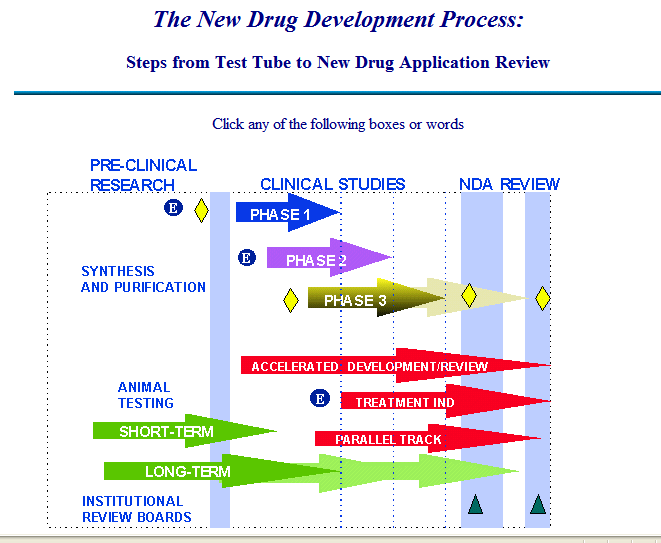 The New Drug Development Process:
Steps from Test Tube to New Drug Application Review
Click any of the following boxes or words
PRE-CLINICAL
RESEARCH
CLINICAL STUDIES
NDA REVIEW
E
PHASE 1
E
PHASE 2
SYNTHESIS
AND PURIFICATION
PHASE 3
ACCELERATED DEVELOPMENT/REVIEW
ANIMAL
TESTING
E
TREATMENT IND
SHORT-TERM
PARALLEL TRACK
LONG-TERM
INSTITUTIONAL
REVIEW BOARDS